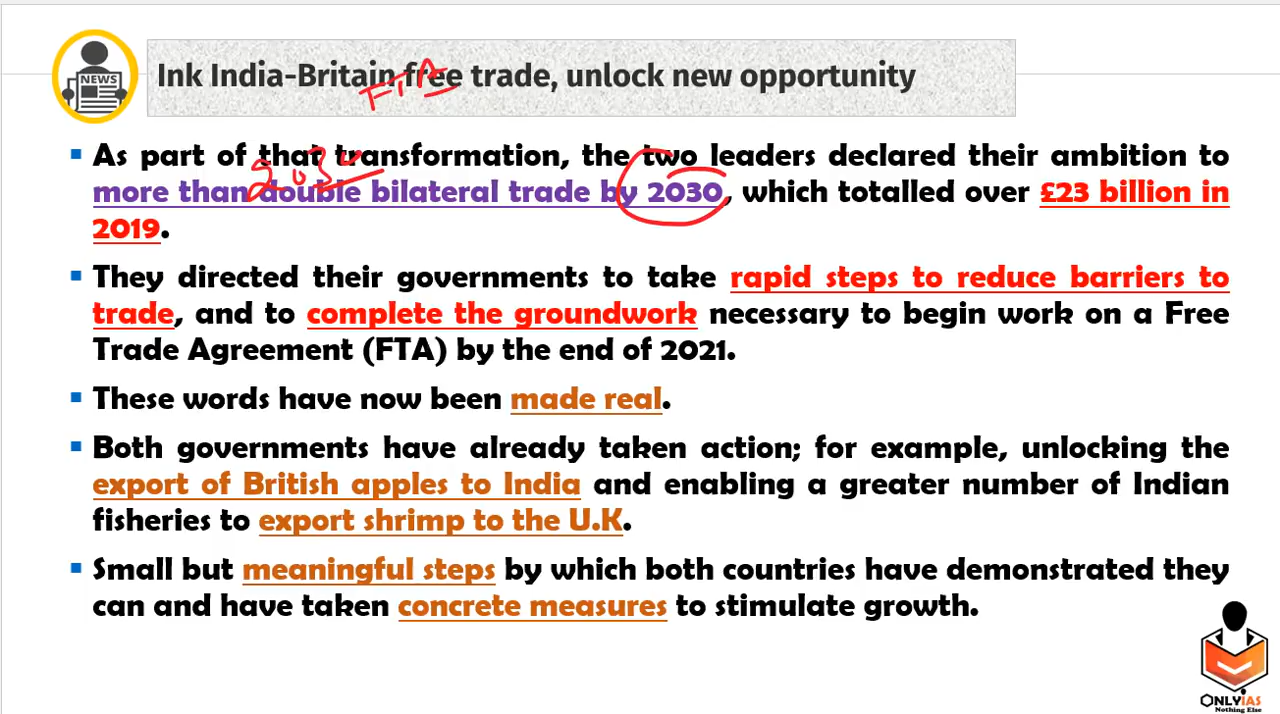 NEWS
Ink India-Britain free trade, unlock new opportunity
FTA
As part of that transformation, the two leaders declared their ambition to
2030
more than double bilateral trade by 2030, which totalled over £23 billion in
2019.
They directed their governments to take rapid steps to reduce barriers to
trade, and to complete the groundwork necessary to begin work on a Free
Trade Agreement (FTA) by the end of 2021.
These words have now been made real.
Both governments have already taken action; for example, unlocking the
export of British apples to India and enabling a greater number of Indian
fisheries to export shrimp to the U.K.
Small but meaningful steps by which both countries have demonstrated they
can and have taken concrete measures to stimulate growth.
ONLYIAS
Nothing Else